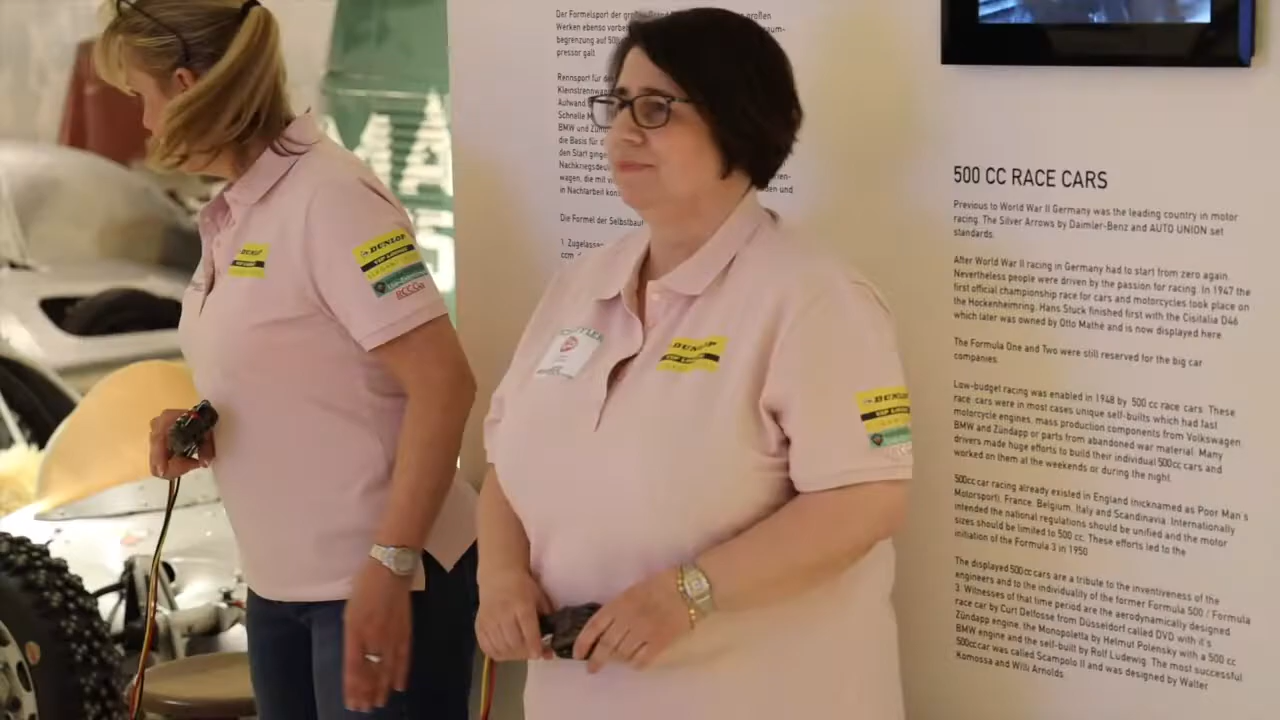 Der Formelsport der großen
Werken ebenso
begrenzung auf
pressor galt
Rennsport für
Kleinstrennwagen
Aufwand
Schnelle
BMW und
die Basis für
den Start
wagen, die mit
in Nachtarbeit
den und
Die Formel der
1. Zugelassen
ccm
DUNLOP
DUNLOP
DUNLOP
DUNLOP
500 CC RACE CARS
Previous to World War II Germany was the leading country in motor
racing. The Silver Arrows by Daimler-Benz and AUTO UNION set
standards.
After World War II racing in Germany had to start from zero again.
Nevertheless people were driven by the passion for racing. In 1947 the
first official championship race for cars and motorcycles took place on
the Hockenheimring. Hans Stuck finished first with the Cisitalia D46
which later was owned by Otto Mathé and is now displayed here.
The Formula One and Two were still reserved for the big car
companies.
Low-budget racing was enabled in 1948 by 500 cc race cars. These
race cars were in most cases unique self-builts which had fast
motorcycle engines, mass production components from Volkswagen,
BMW and Zündapp or parts from abandoned war material. Many
drivers made huge efforts to build their individual 500cc cars and
worked on them at the weekends or during the night.
500cc car racing already existed in England (nicknamed as Poor Man's
Motorsport), France, Belgium, Italy and Scandinavia. Internationally
intended the national regulations should be unified and the motor
sizes should be limited to 500 cc. These efforts led to the
initiation of the Formula 3 in 1950
The displayed 500cc cars are a tribute to the inventiveness of the
engineers and to the individuality of the former Formula 500 / Formula
3. Witnesses of that time period are the aerodynamically designed
race car by Curt Delfosse from Düsseldorf called DVD with it's
Zündapp engine, the Monopoletta by Helmut Polensky with a 500 cc
BMW engine and the self-built by Rolf Ludewig. The most successful
500cc car was called Scampolo II and was designed by Walter
Komossa and Willi Arnolds.